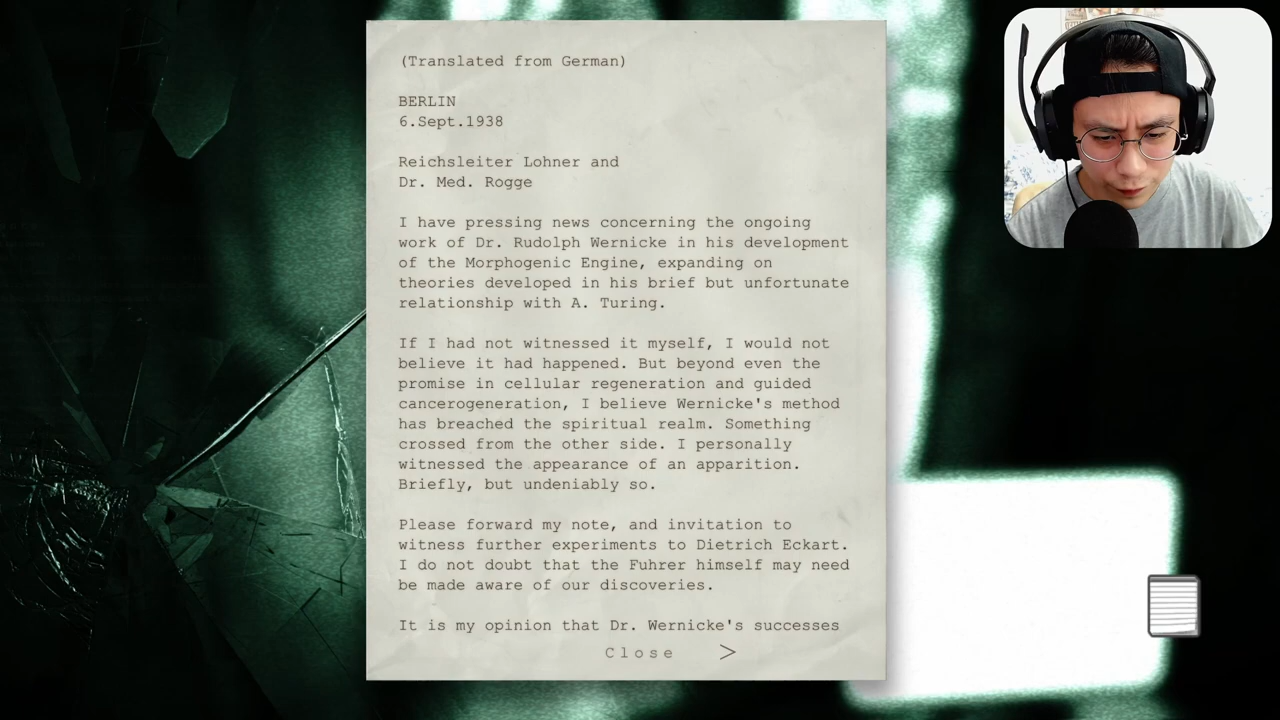 (Translated from German)
BERLIN
6.Sept.1938
Reichsleiter Lohner and
Dr. Med. Rogge
I have pressing news concerning the ongoing
work of Dr. Rudolph Wernicke in his development
of the Morphogenic Engine, expanding on
theories developed in his brief but unfortunate
relationship with A. Turing.
If I had not witnessed it myself, I would not
believe it had happened. But beyond even the
promise in cellular regeneration and guided
cancerogeneration, I believe Wernicke's method
has breached the spiritual realm. Something
crossed from the other side. I personally
witnessed the appearance of an apparition.
Briefly, but undeniably so.
Please forward my note, and invitation to
witness further experiments to Dietrich Eckart.
I do not doubt that the Fuhrer himself may need
be made aware of our discoveries.
It is my opinion that Dr. Wernicke's successes
Close >